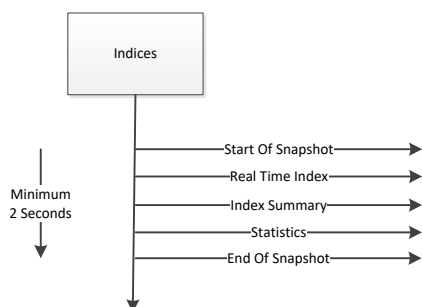 Indices
Start Of Snapshot
Real Time Index
Minimum
2 Seconds
Index Summary
Statistics
End Of Snapshot